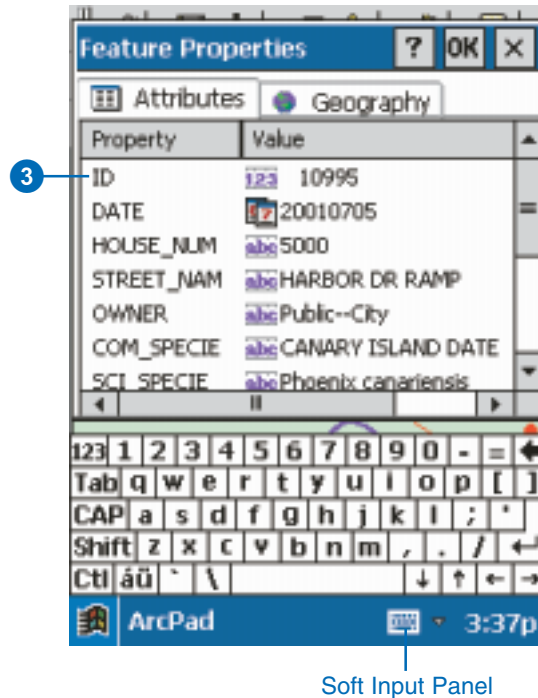 Feature Properties ? OK ×
Attributes Geography
Property Value
3
ID 123 10995
DATE 20010705
HOUSE_NUM abc 5000
STREET_NAM abc HARBOR DR RAMP
OWNER abc Public--City
COM_SPECIE abc CANARY ISLAND DATE
SCI_SPECIE abc Phoenix canariensis
123 1 2 3 4 5 6 7 8 9 0 - =
Tab q w e r t y u i o p [ ]
CAP a s d f g h j k l ; '
Shift z x c v b n m , . /
Ctl áü ` \
ArcPad 3:37p
Soft Input Panel